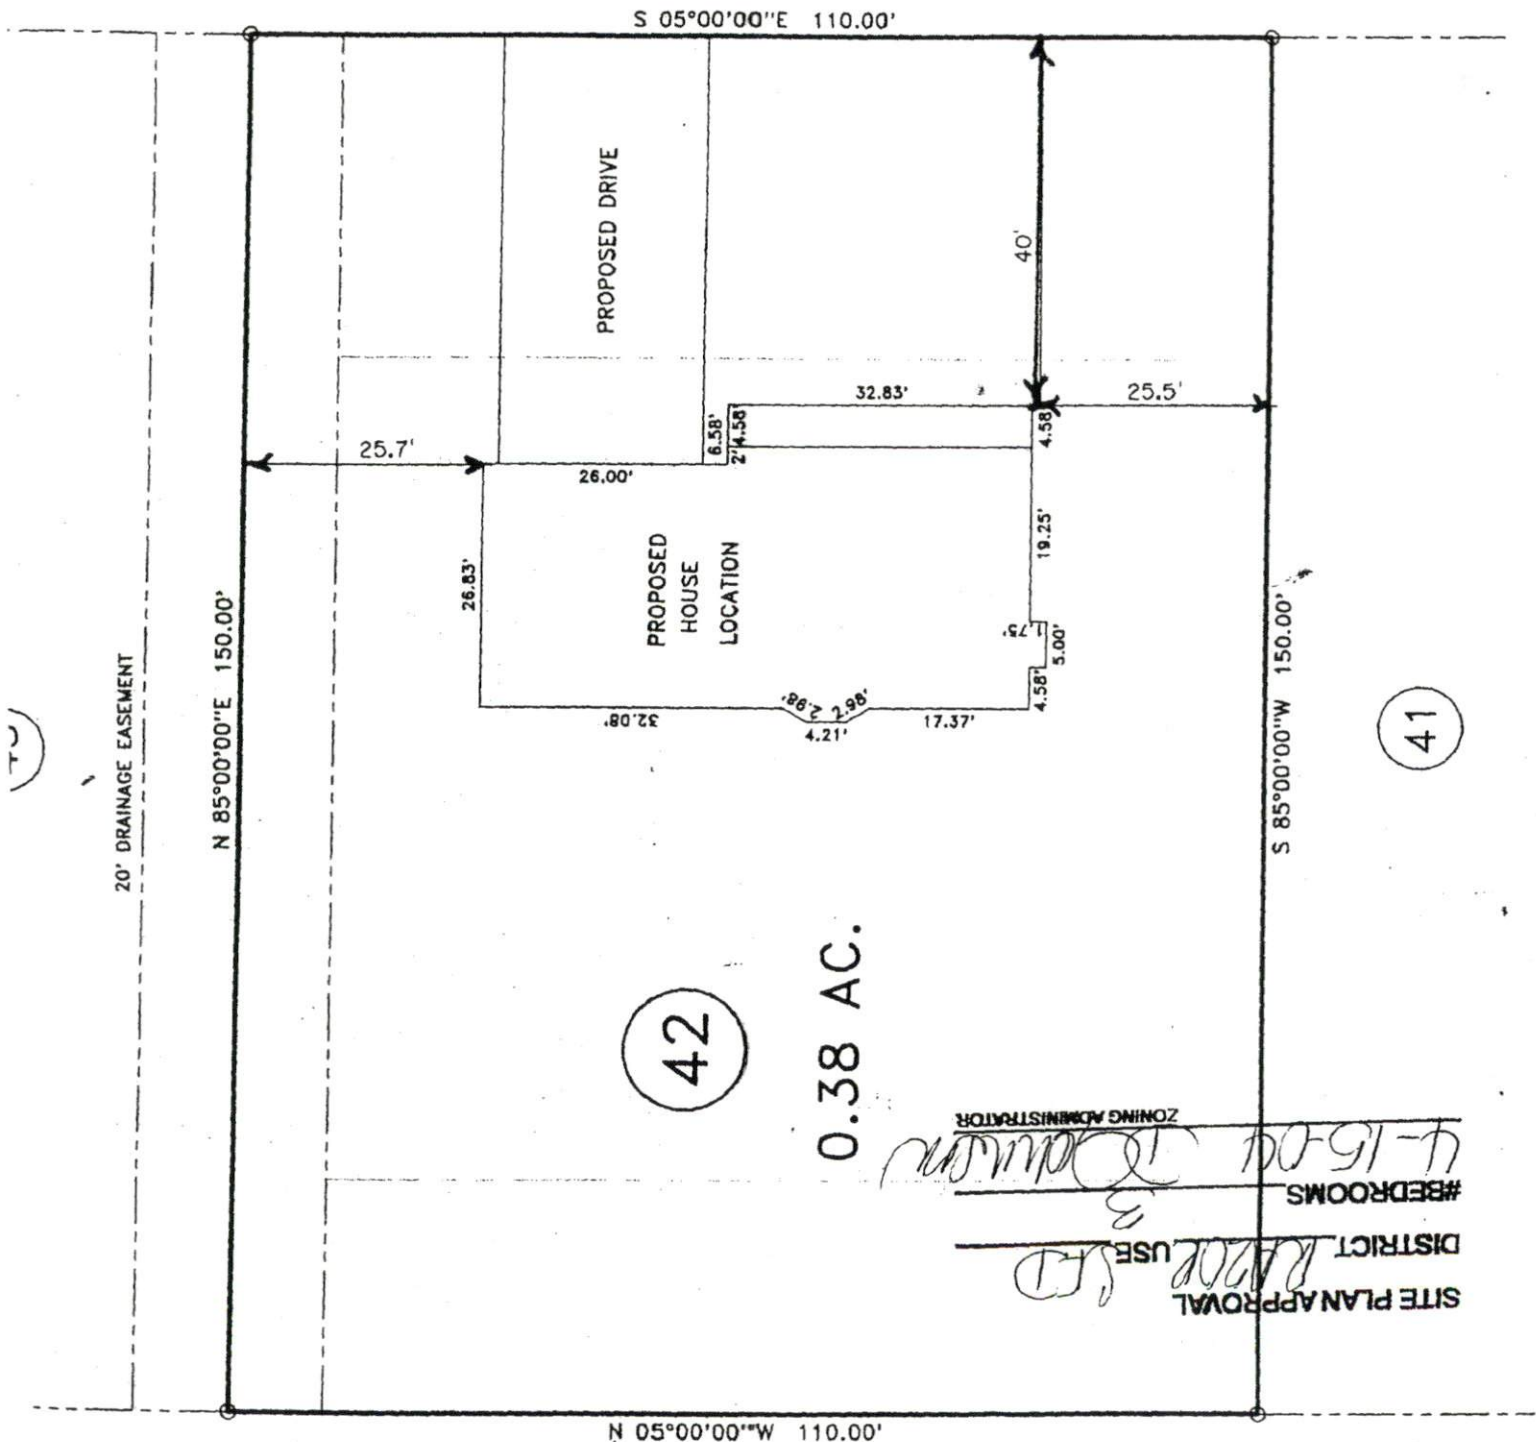 S 05°00'00"E 110.00'
PROPOSED DRIVE
40'
32.83'
25.5'
6.58'
4.58'
2'
4.58'
25.7'
26.00'
26.83'
PROPOSED
HOUSE
LOCATION
19.25'
1.75'
5.00'
4.58'
32.08'
2.98'
4.21'
2.98'
17.37'
20' DRAINAGE EASEMENT
N 85°00'00"E 150.00'
S 85°00'00"W 150.00'
41
42
0.38 AC.
SITE PLAN APPROVAL
DISTRICT RA20R USE SFD
#BEDROOMS 3
4-15-04
ZONING ADMINISTRATOR
N 05°00'00"W 110.00'